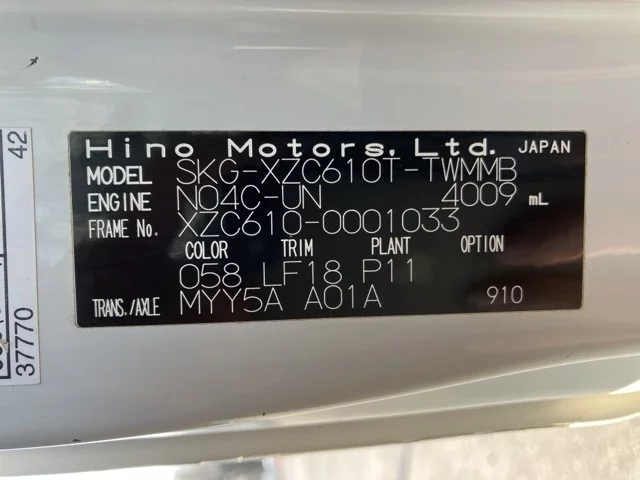 Hino Motors, Ltd. JAPAN
MODEL SKG-XZC610T-TWMMB
ENGINE N04C-UN 4009 mL
FRAME No. XZC610-0001033
COLOR TRIM PLANT OPTION
058 LF18 P11
TRANS./AXLE MYY5A A01A 910
42
37770